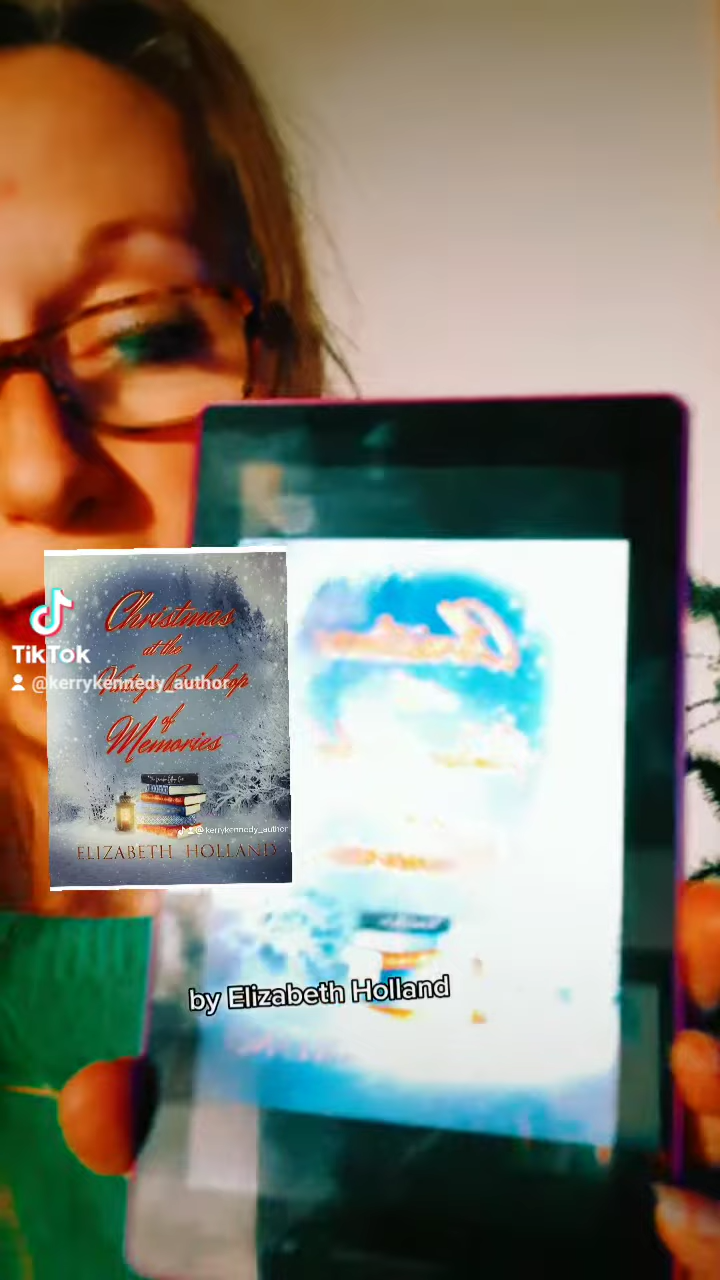 Christmas
at the
Vintage Bookshop
of
Memories
TikTok
@kerrykennedy_author
@kerrykennedy_author
ELIZABETH HOLLAND
by Elizabeth Holland